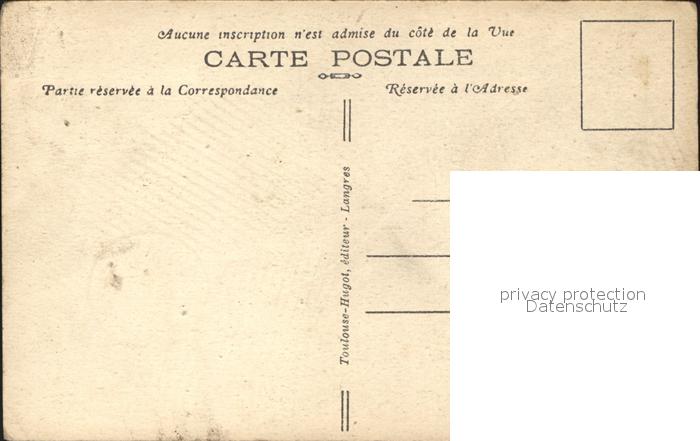 Aucune inscription n'est admise du côté de la Vue
CARTE POSTALE
Partie réservée à la Correspondance
Réservée à l'Adresse
Toulouse-Hugot, éditeur - Langres
privacy protection
Datenschutz